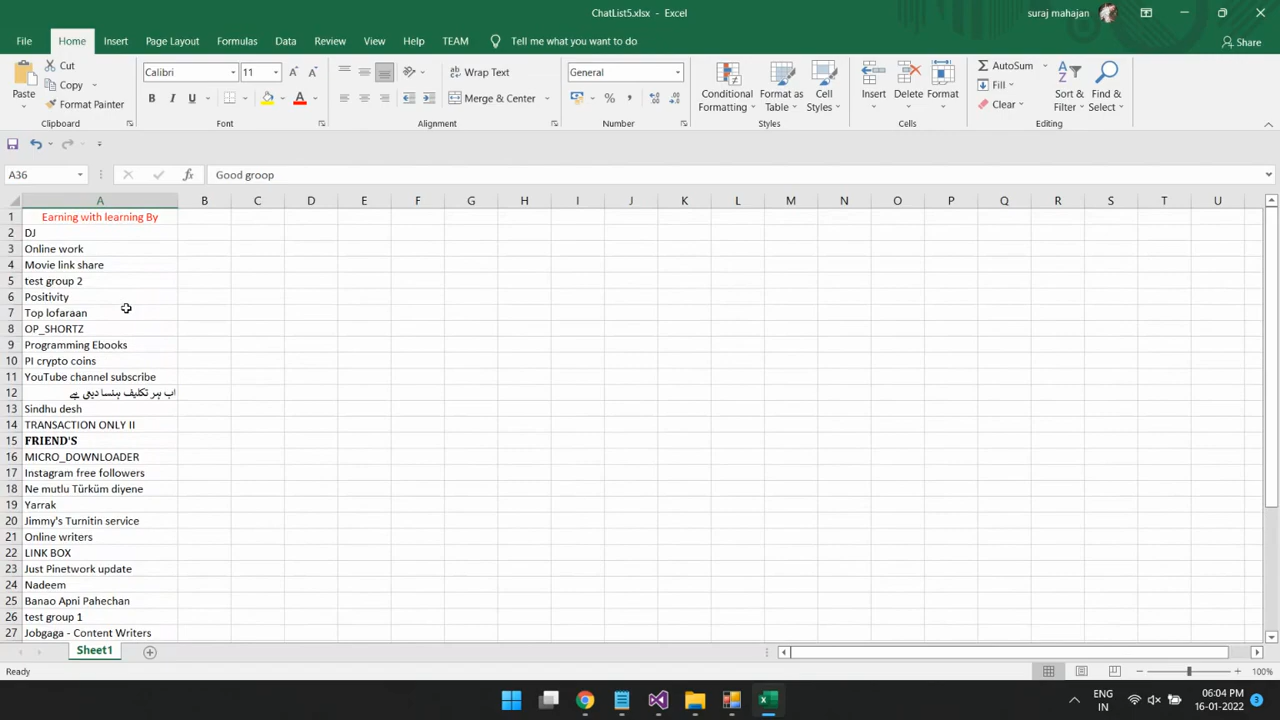 ChatList5.xlsx - Excel
suraj mahajan
File Home Insert Page Layout Formulas Data Review View Help TEAM Tell me what you want to do Share
Paste Cut Copy Format Painter
Calibri 11
B I U A
Wrap Text
Merge & Center
General
%
Conditional Formatting
Format as Table
Cell Styles
Insert Delete Format
AutoSum
Fill
Clear
Sort & Filter
Find & Select
Clipboard Font Alignment Number Styles Cells Editing
A36 fx Good groop
A B C D E F G H I J K L M N O P Q R S T U
1 Earning with learning By
2 DJ
3 Online work
4 Movie link share
5 test group 2
6 Positivity
7 Top lofaraan
8 OP_SHORTZ
9 Programming Ebooks
10 PI crypto coins
11 YouTube channel subscribe
12 اب ہر تکلیف ہنسا دیتی ہے
13 Sindhu desh
14 TRANSACTION ONLY II
15 FRIEND'S
16 MICRO_DOWNLOADER
17 Instagram free followers
18 Ne mutlu Türküm diyene
19 Yarrak
20 Jimmy's Turnitin service
21 Online writers
22 LINK BOX
23 Just Pinetwork update
24 Nadeem
25 Banao Apni Pahechan
26 test group 1
27 Jobgaga - Content Writers
Sheet1
Ready
100%
ENG
IN
06:04 PM
16-01-2022
3